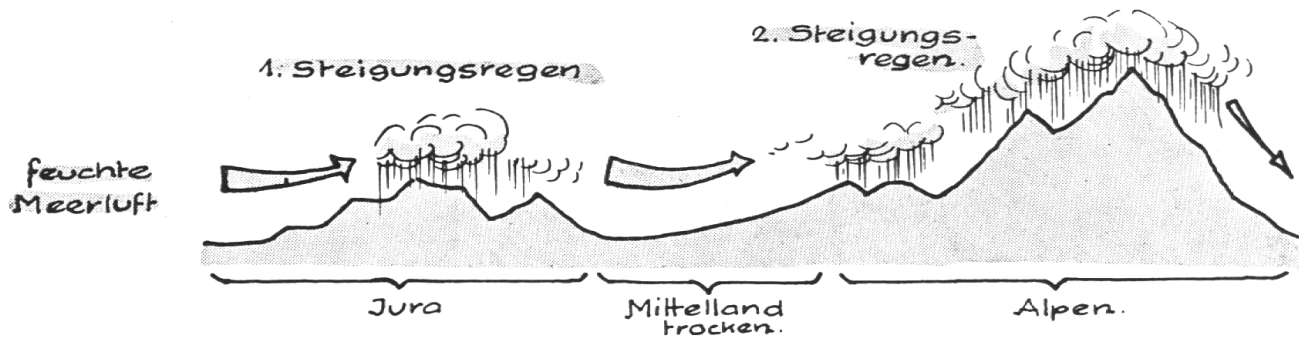 1. Steigungsregen
2. Steigungs-
regen.
feuchte
Meerluft
Jura
Mittelland
trocken.
Alpen.